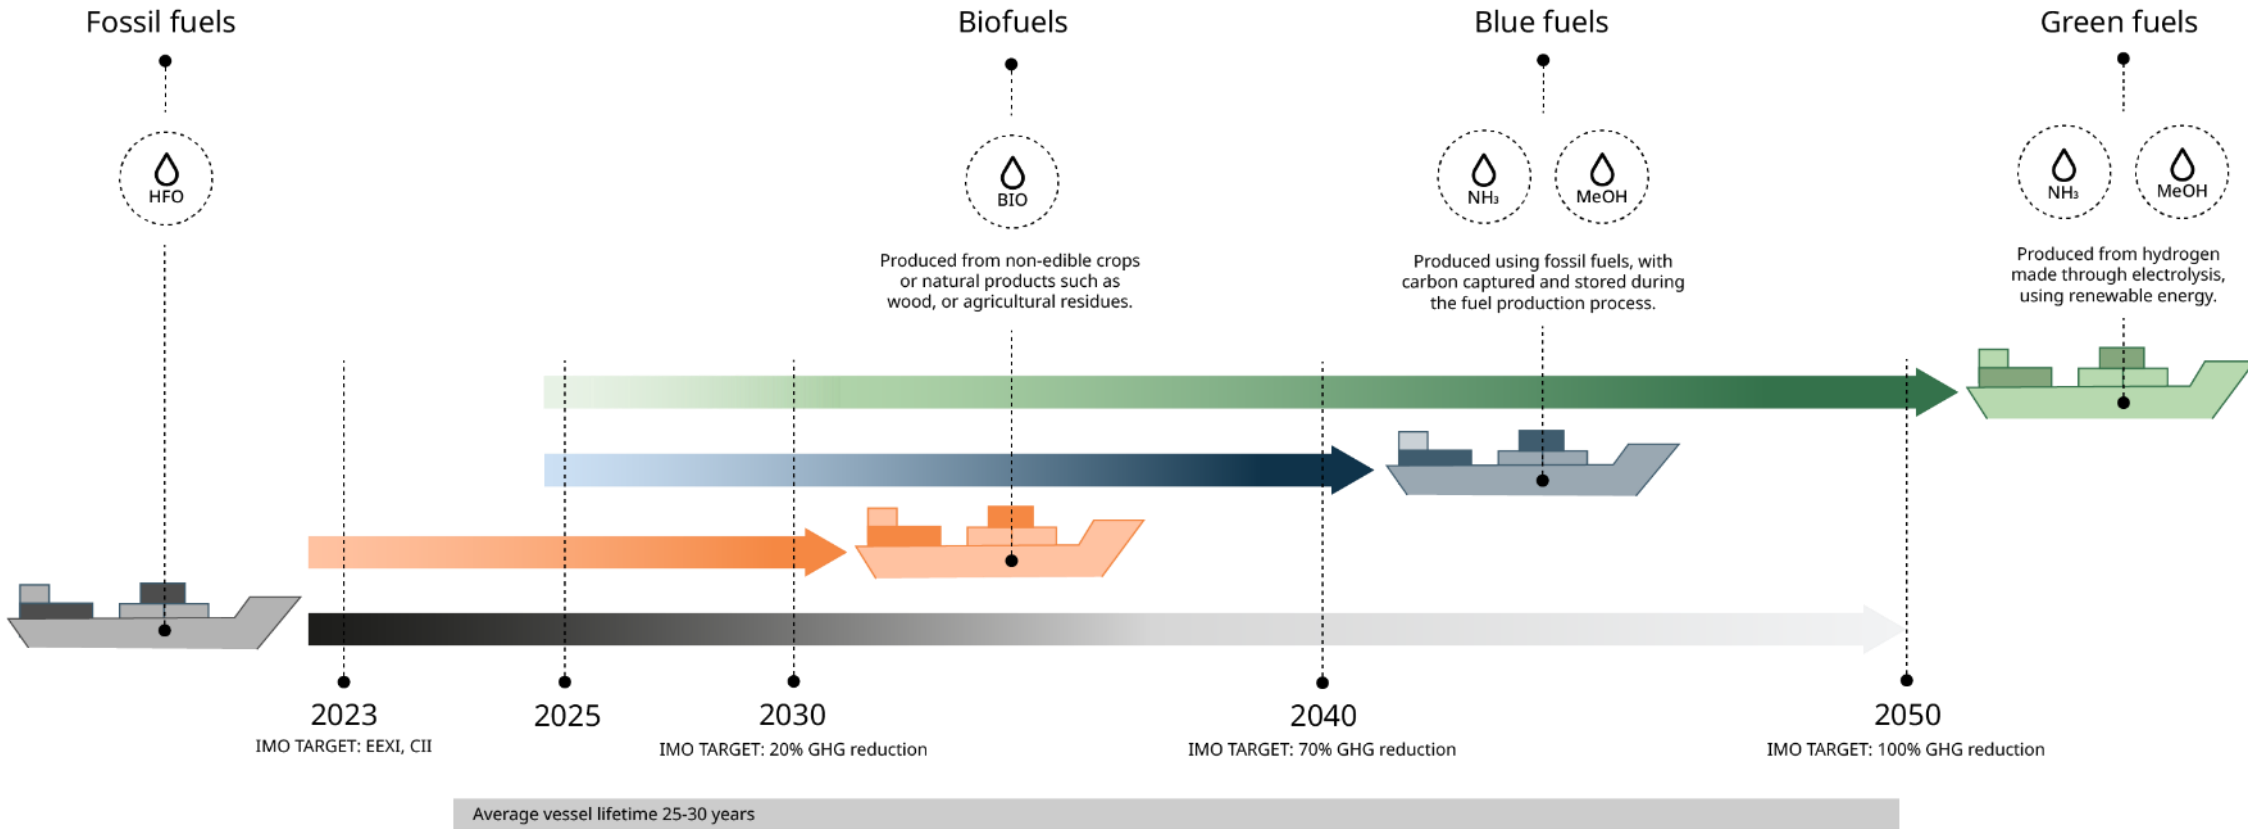 Fossil fuels
Biofuels
Blue fuels
Green fuels
HFO
BIO
NH₃
MeOH
NH₃
MeOH
Produced from non-edible crops
or natural products such as
wood, or agricultural residues.
Produced using fossil fuels, with
carbon captured and stored during
the fuel production process.
Produced from hydrogen
made through electrolysis,
using renewable energy.
2023
IMO TARGET: EEXI, CII
2025
2030
IMO TARGET: 20% GHG reduction
2040
IMO TARGET: 70% GHG reduction
2050
IMO TARGET: 100% GHG reduction
Average vessel lifetime 25-30 years